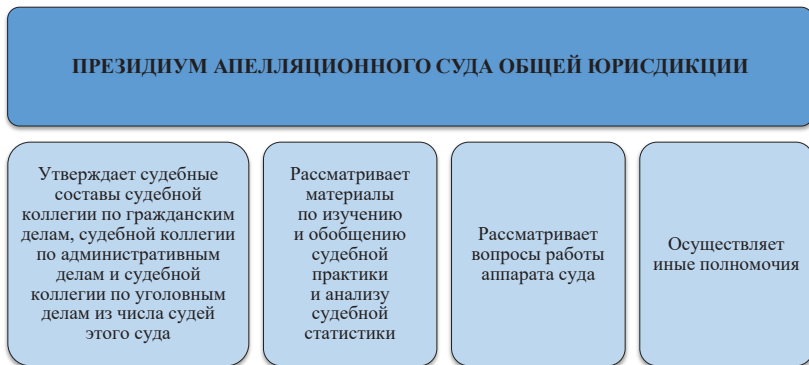 ПРЕЗИДИУМ АПЕЛЛЯЦИОННОГО СУДА ОБЩЕЙ ЮРИСДИКЦИИ
Утверждает судебные
составы судебной
коллегии по гражданским
делам, судебной коллегии
по административным
делам и судебной
коллегии по уголовным
делам из числа судей
этого суда
Рассматривает
материалы
по изучению
и обобщению
судебной
практики
и анализу
судебной
статистики
Рассматривает
вопросы работы
аппарата суда
Осуществляет
иные полномочия